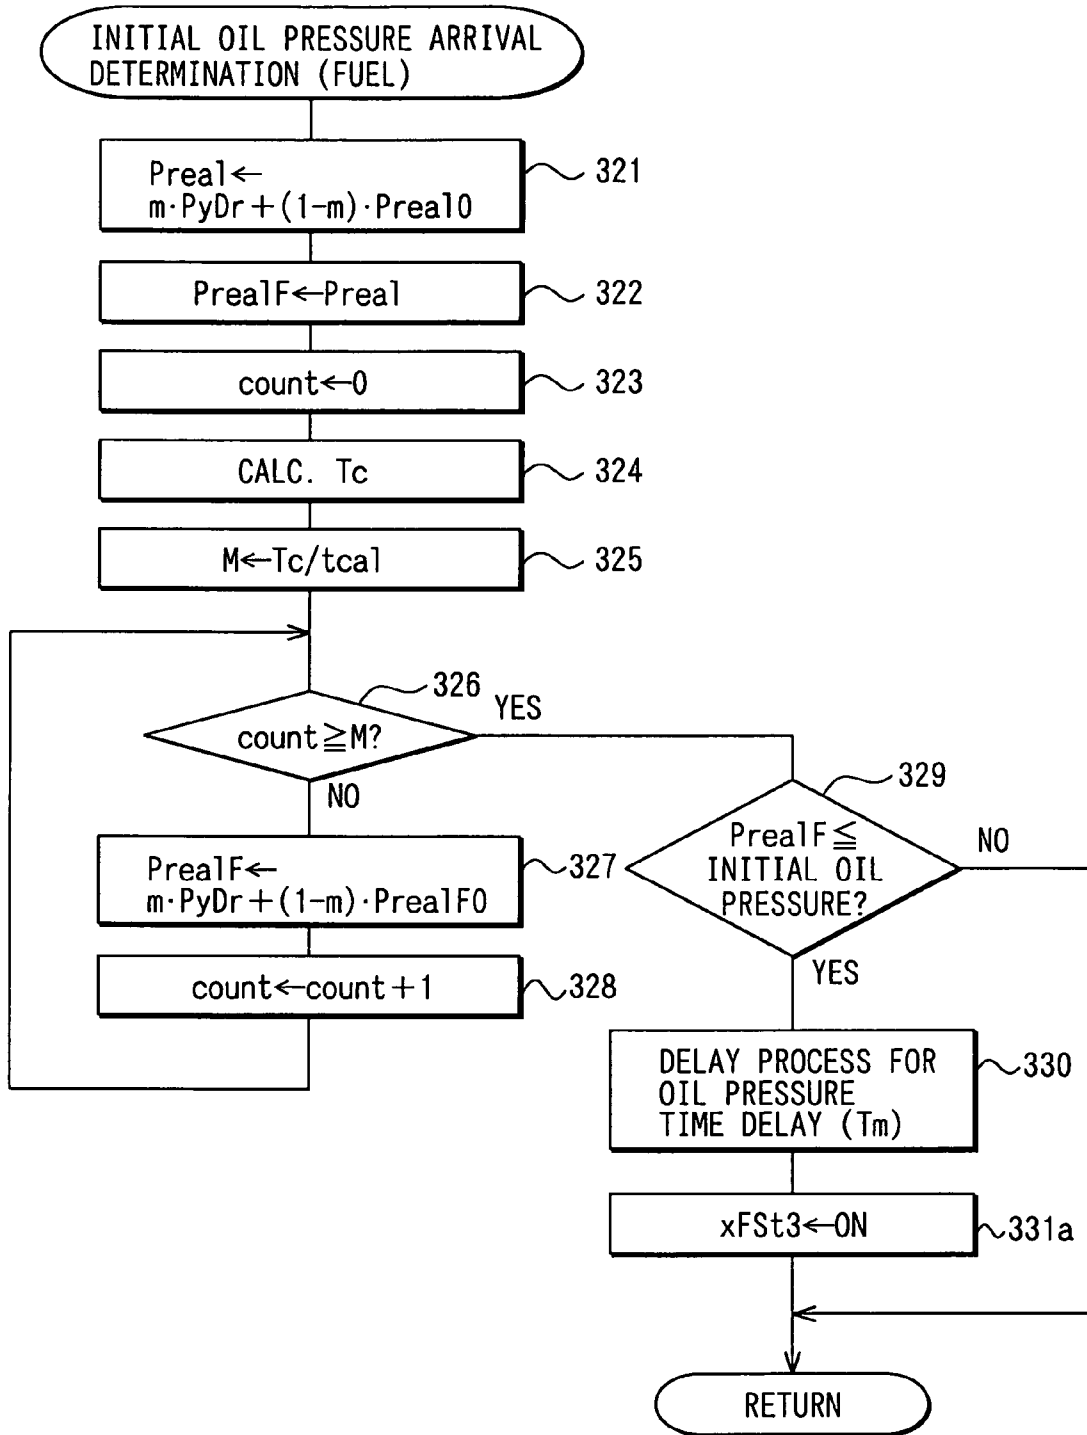 INITIAL OIL PRESSURE ARRIVAL
DETERMINATION (FUEL)
Preal←
m·PyDr+(1-m)·Preal0
321
PrealF←Preal
322
count←0
323
CALC. Tc
324
M←Tc/tcal
325
326
count≧M?
YES
NO
329
PrealF≦
INITIAL OIL
PRESSURE?
NO
YES
PrealF←
m·PyDr+(1-m)·PrealF0
327
count←count+1
328
DELAY PROCESS FOR
OIL PRESSURE
TIME DELAY (Tm)
330
xFSt3←ON
331a
RETURN